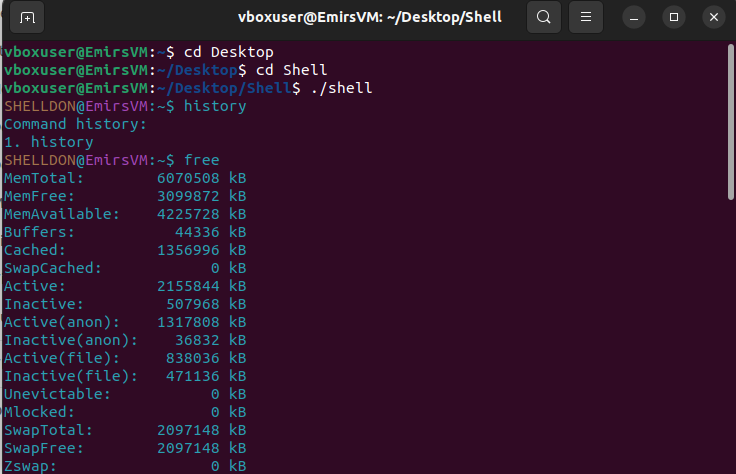 vboxuser@EmirsVM: ~/Desktop/Shell
vboxuser@EmirsVM:~$ cd Desktop
vboxuser@EmirsVM:~/Desktop$ cd Shell
vboxuser@EmirsVM:~/Desktop/Shell$ ./shell
SHELLDON@EmirsVM:~$ history
Command history:
1. history
SHELLDON@EmirsVM:~$ free
MemTotal:        6070508 kB
MemFree:         3099872 kB
MemAvailable:    4225728 kB
Buffers:           44336 kB
Cached:          1356996 kB
SwapCached:            0 kB
Active:          2155844 kB
Inactive:         507968 kB
Active(anon):    1317808 kB
Inactive(anon):    36832 kB
Active(file):     838036 kB
Inactive(file):   471136 kB
Unevictable:           0 kB
Mlocked:               0 kB
SwapTotal:       2097148 kB
SwapFree:        2097148 kB
Zswap:                 0 kB